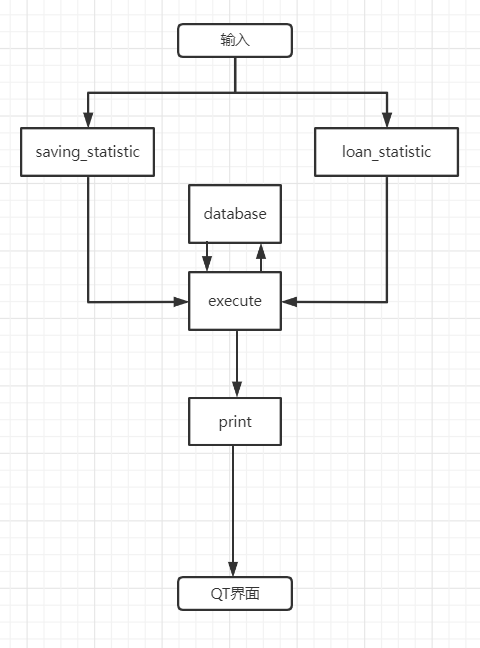 输入
saving_statistic
loan_statistic
database
execute
print
QT界面